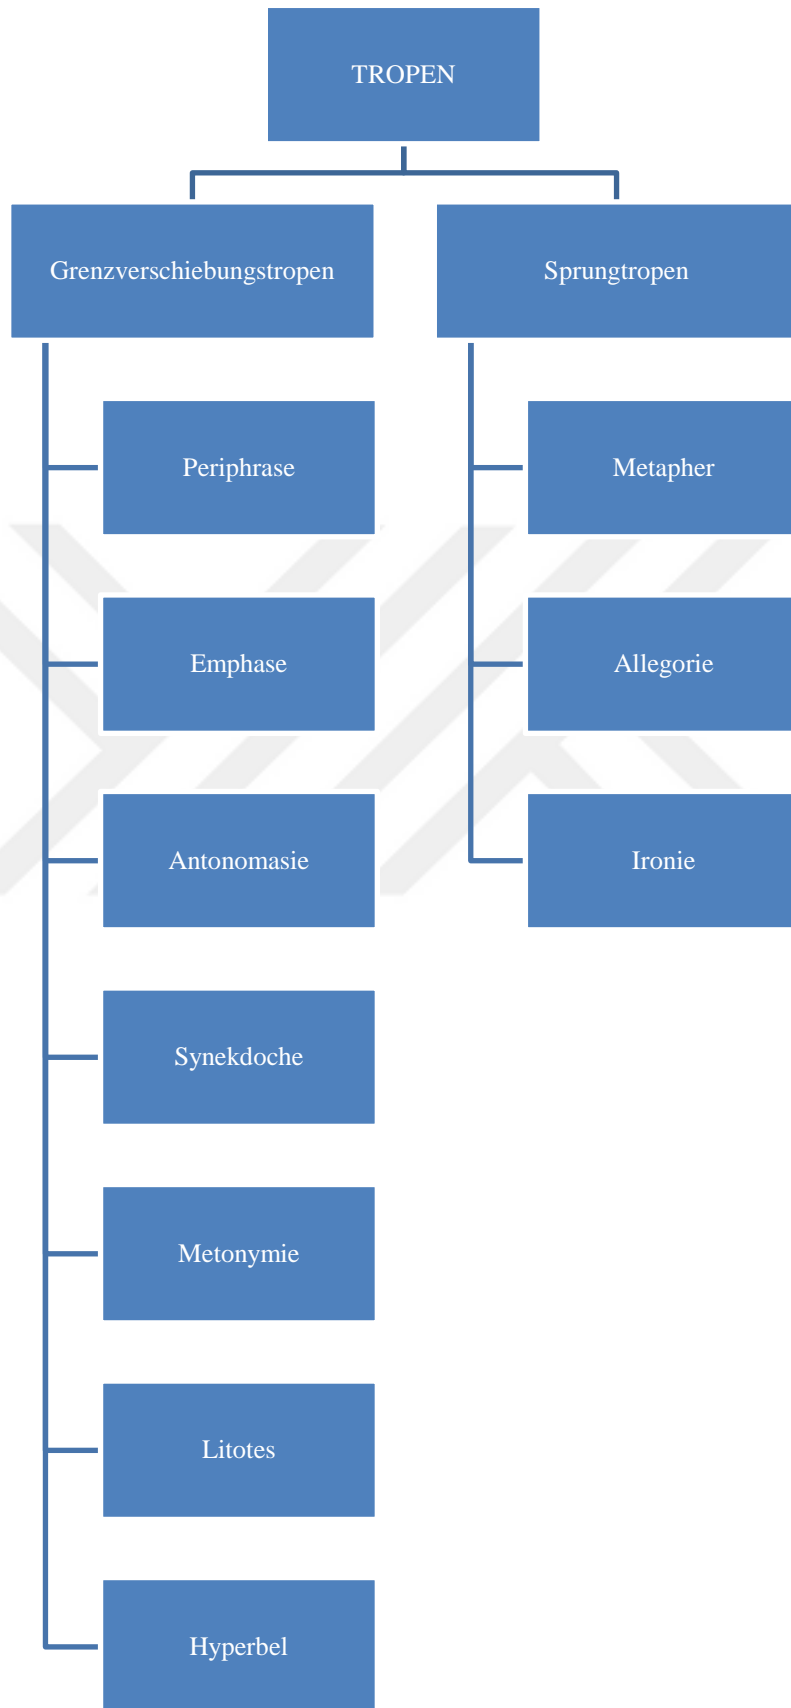 TROPEN
Grenzverschiebungstropen
Periphrase
Emphase
Antonomasie
Synekdoche
Metonymie
Litotes
Hyperbel
Sprungtropen
Metapher
Allegorie
Ironie